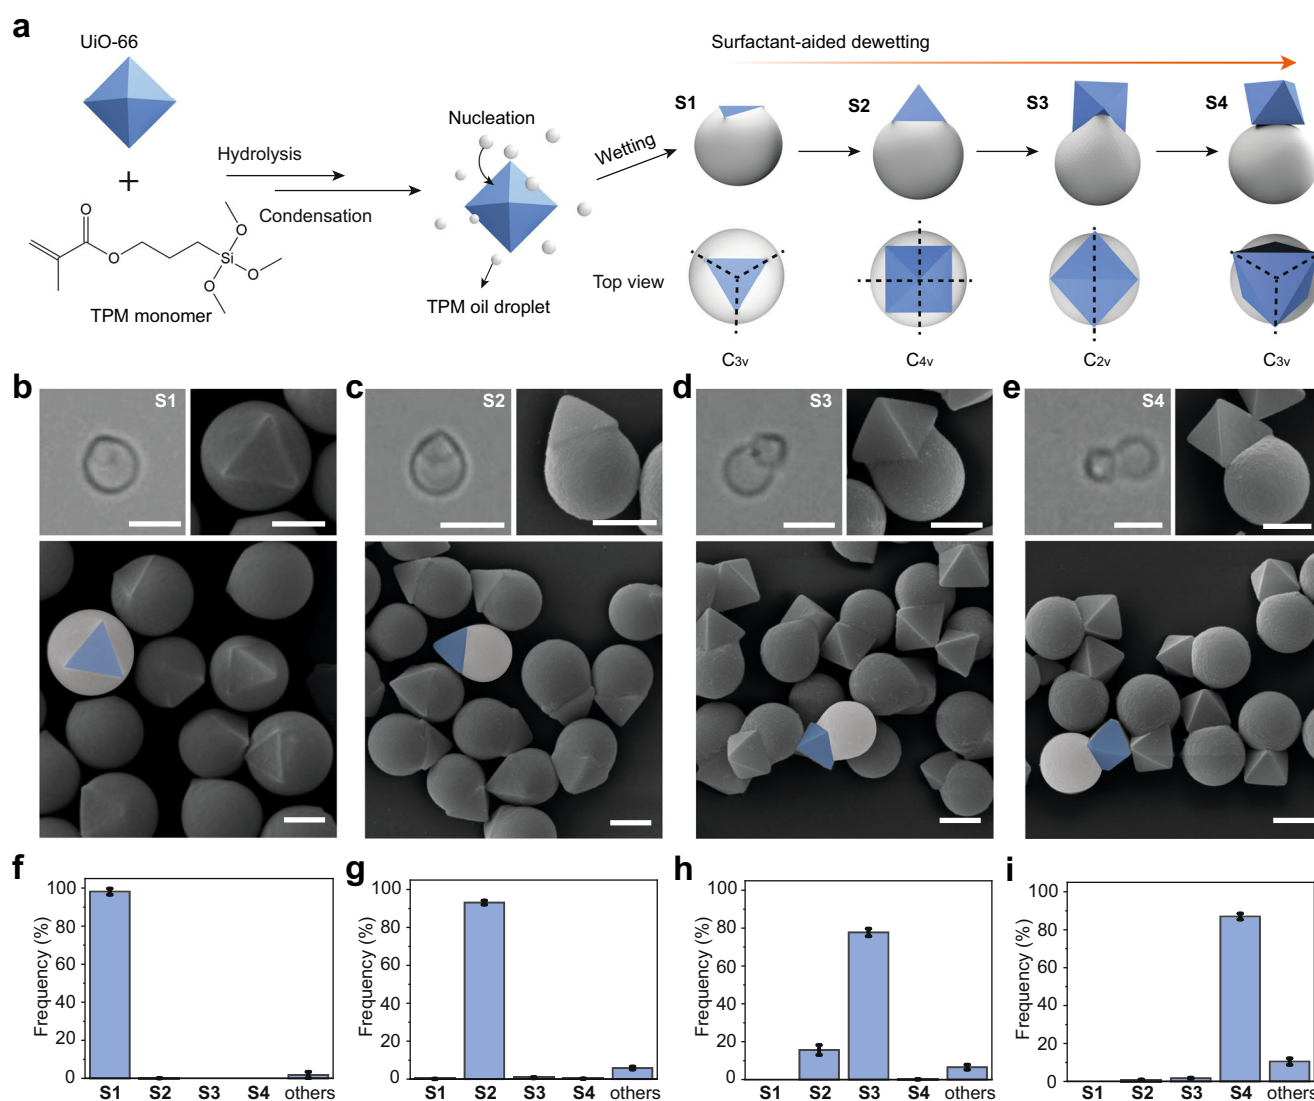 a
UiO-66
+
Hydrolysis
Condensation
O
O
Si
O
O
O
TPM monomer
Nucleation
TPM oil droplet
Wetting
Surfactant-aided dewetting
S1
S2
S3
S4
Top view
C3v
C4v
C2v
C3v
b
S1
c
S2
d
S3
e
S4
f
Frequency (%)
100
80
60
40
20
0
S1 S2 S3 S4 others
g
Frequency (%)
100
80
60
40
20
0
S1 S2 S3 S4 others
h
Frequency (%)
100
80
60
40
20
0
S1 S2 S3 S4 others
i
Frequency (%)
100
80
60
40
20
0
S1 S2 S3 S4 others